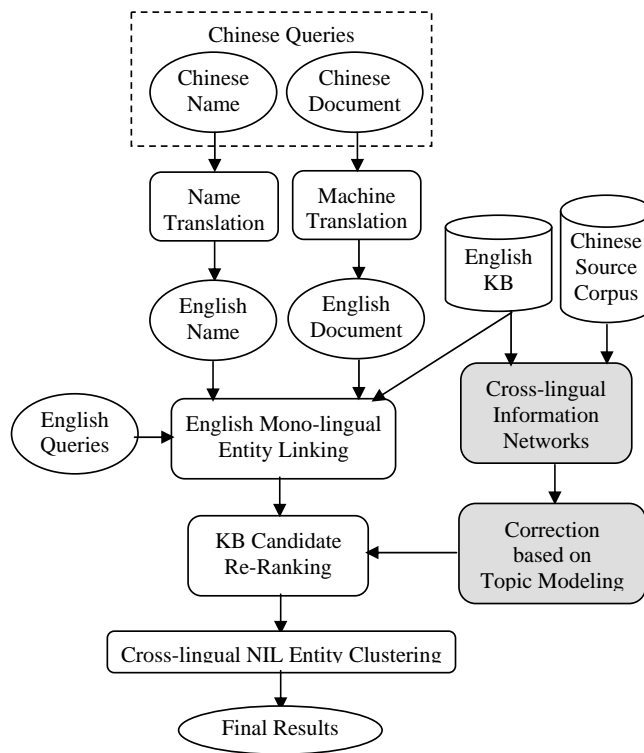 Chinese Queries
Chinese
Name
Chinese
Document
Name
Translation
Machine
Translation
English
KB
Chinese
Source
Corpus
English
Name
English
Document
English
Queries
English Mono-lingual
Entity Linking
Cross-lingual
Information
Networks
KB Candidate
Re-Ranking
Correction
based on
Topic Modeling
Cross-lingual NIL Entity Clustering
Final Results